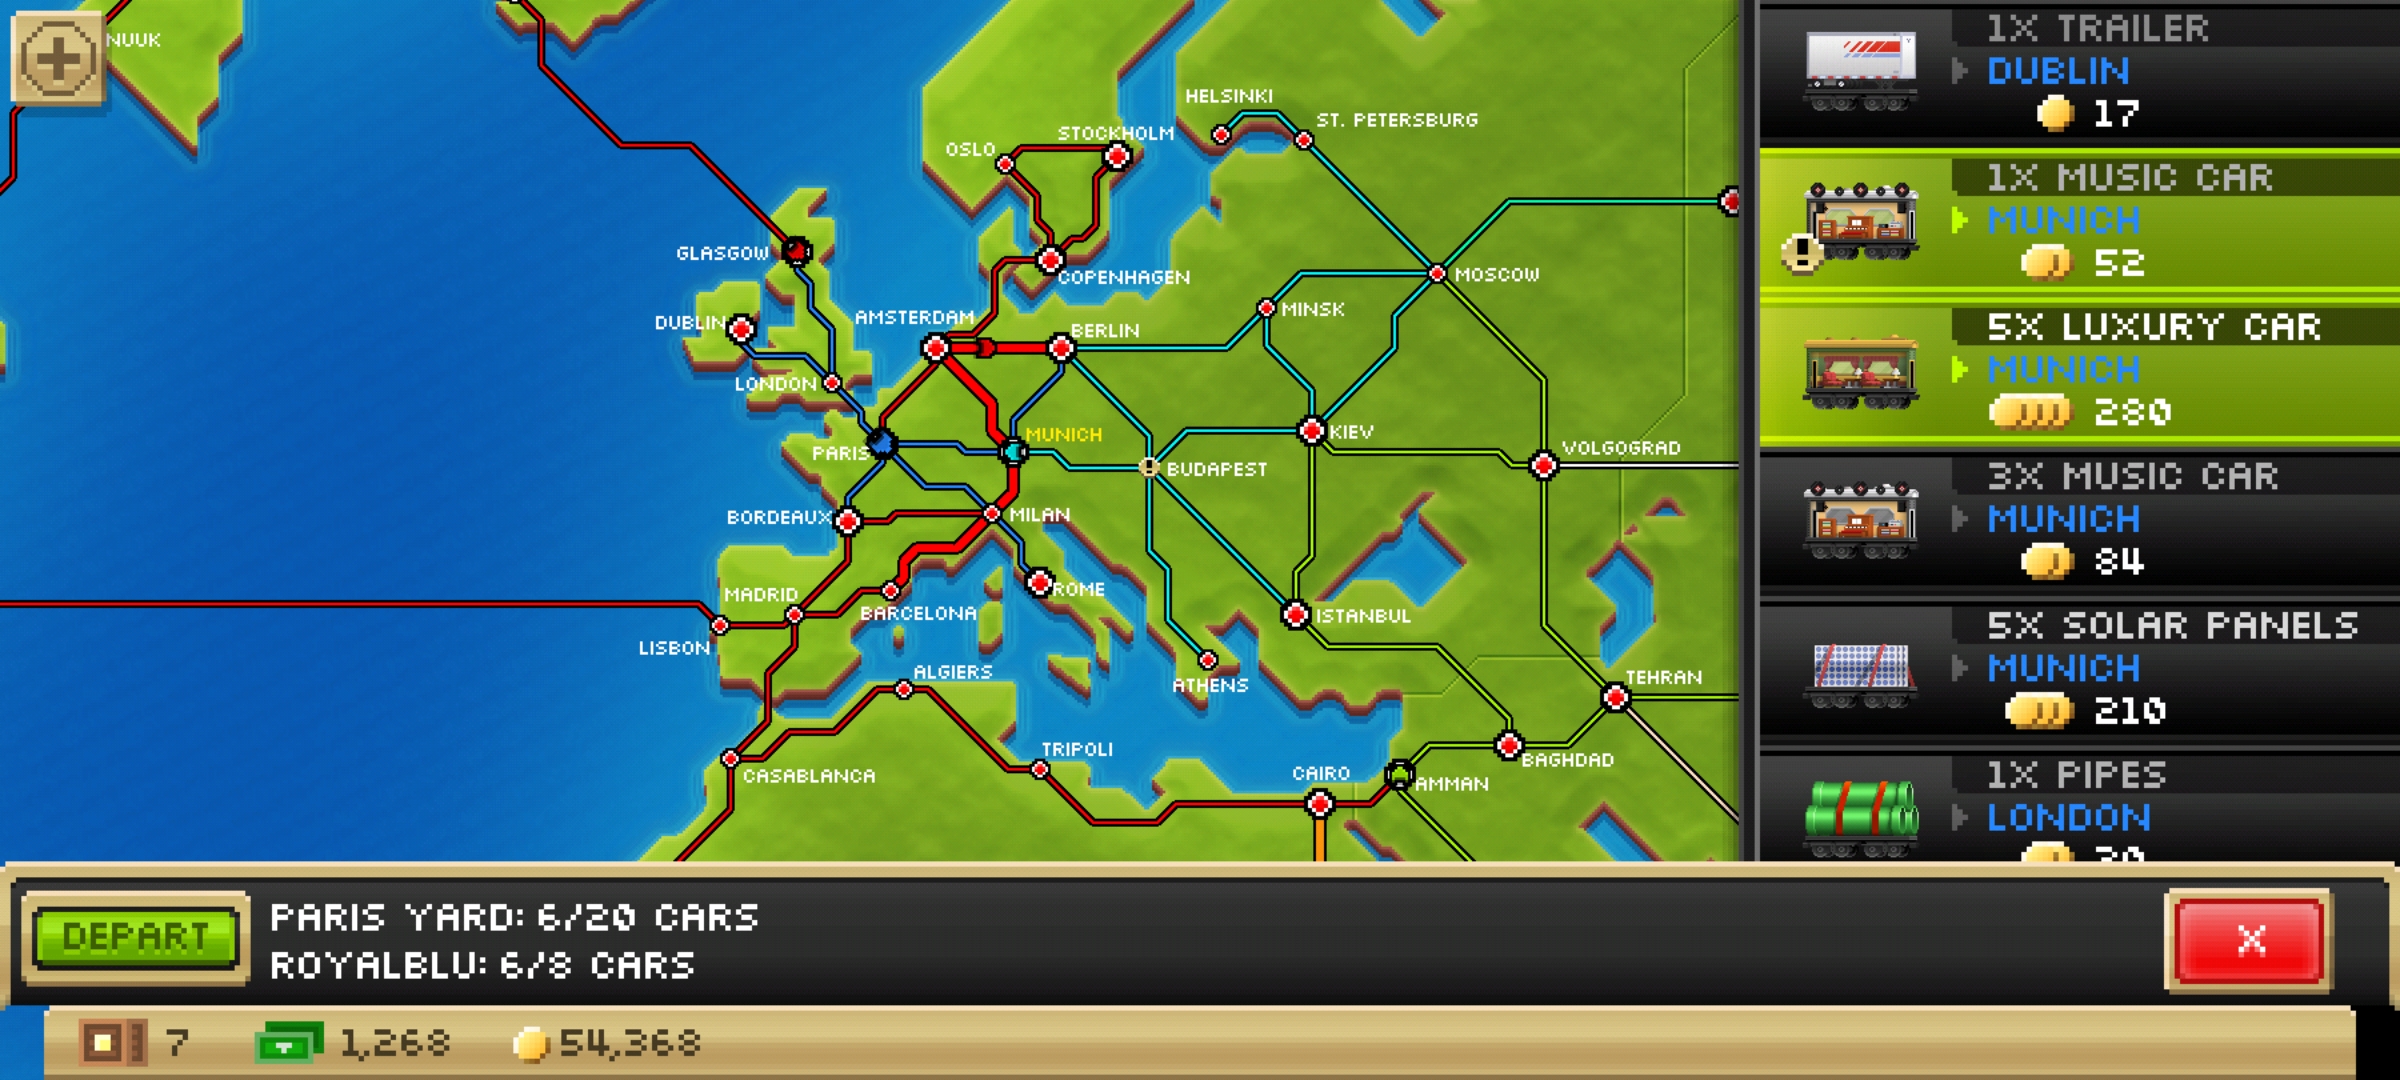 NUUK
HELSINKI
ST. PETERSBURG
STOCKHOLM
OSLO
GLASGOW
COPENHAGEN
MOSCOW
DUBLIN
AMSTERDAM
BERLIN
MINSK
LONDON
MUNICH
KIEV
PARIS
BUDAPEST
VOLGOGRAD
BORDEAUX
MILAN
MADRID
BARCELONA
ROME
ISTANBUL
LISBON
ALGIERS
ATHENS
TEHRAN
TRIPOLI
CASABLANCA
CAIRO
AMMAN
BAGHDAD
1X TRAILER
DUBLIN
17
1X MUSIC CAR
MUNICH
52
5X LUXURY CAR
MUNICH
280
3X MUSIC CAR
MUNICH
84
5X SOLAR PANELS
MUNICH
210
1X PIPES
LONDON
DEPART
PARIS YARD: 6/20 CARS
ROYALBLU: 6/8 CARS
X
7
1,268
54,368